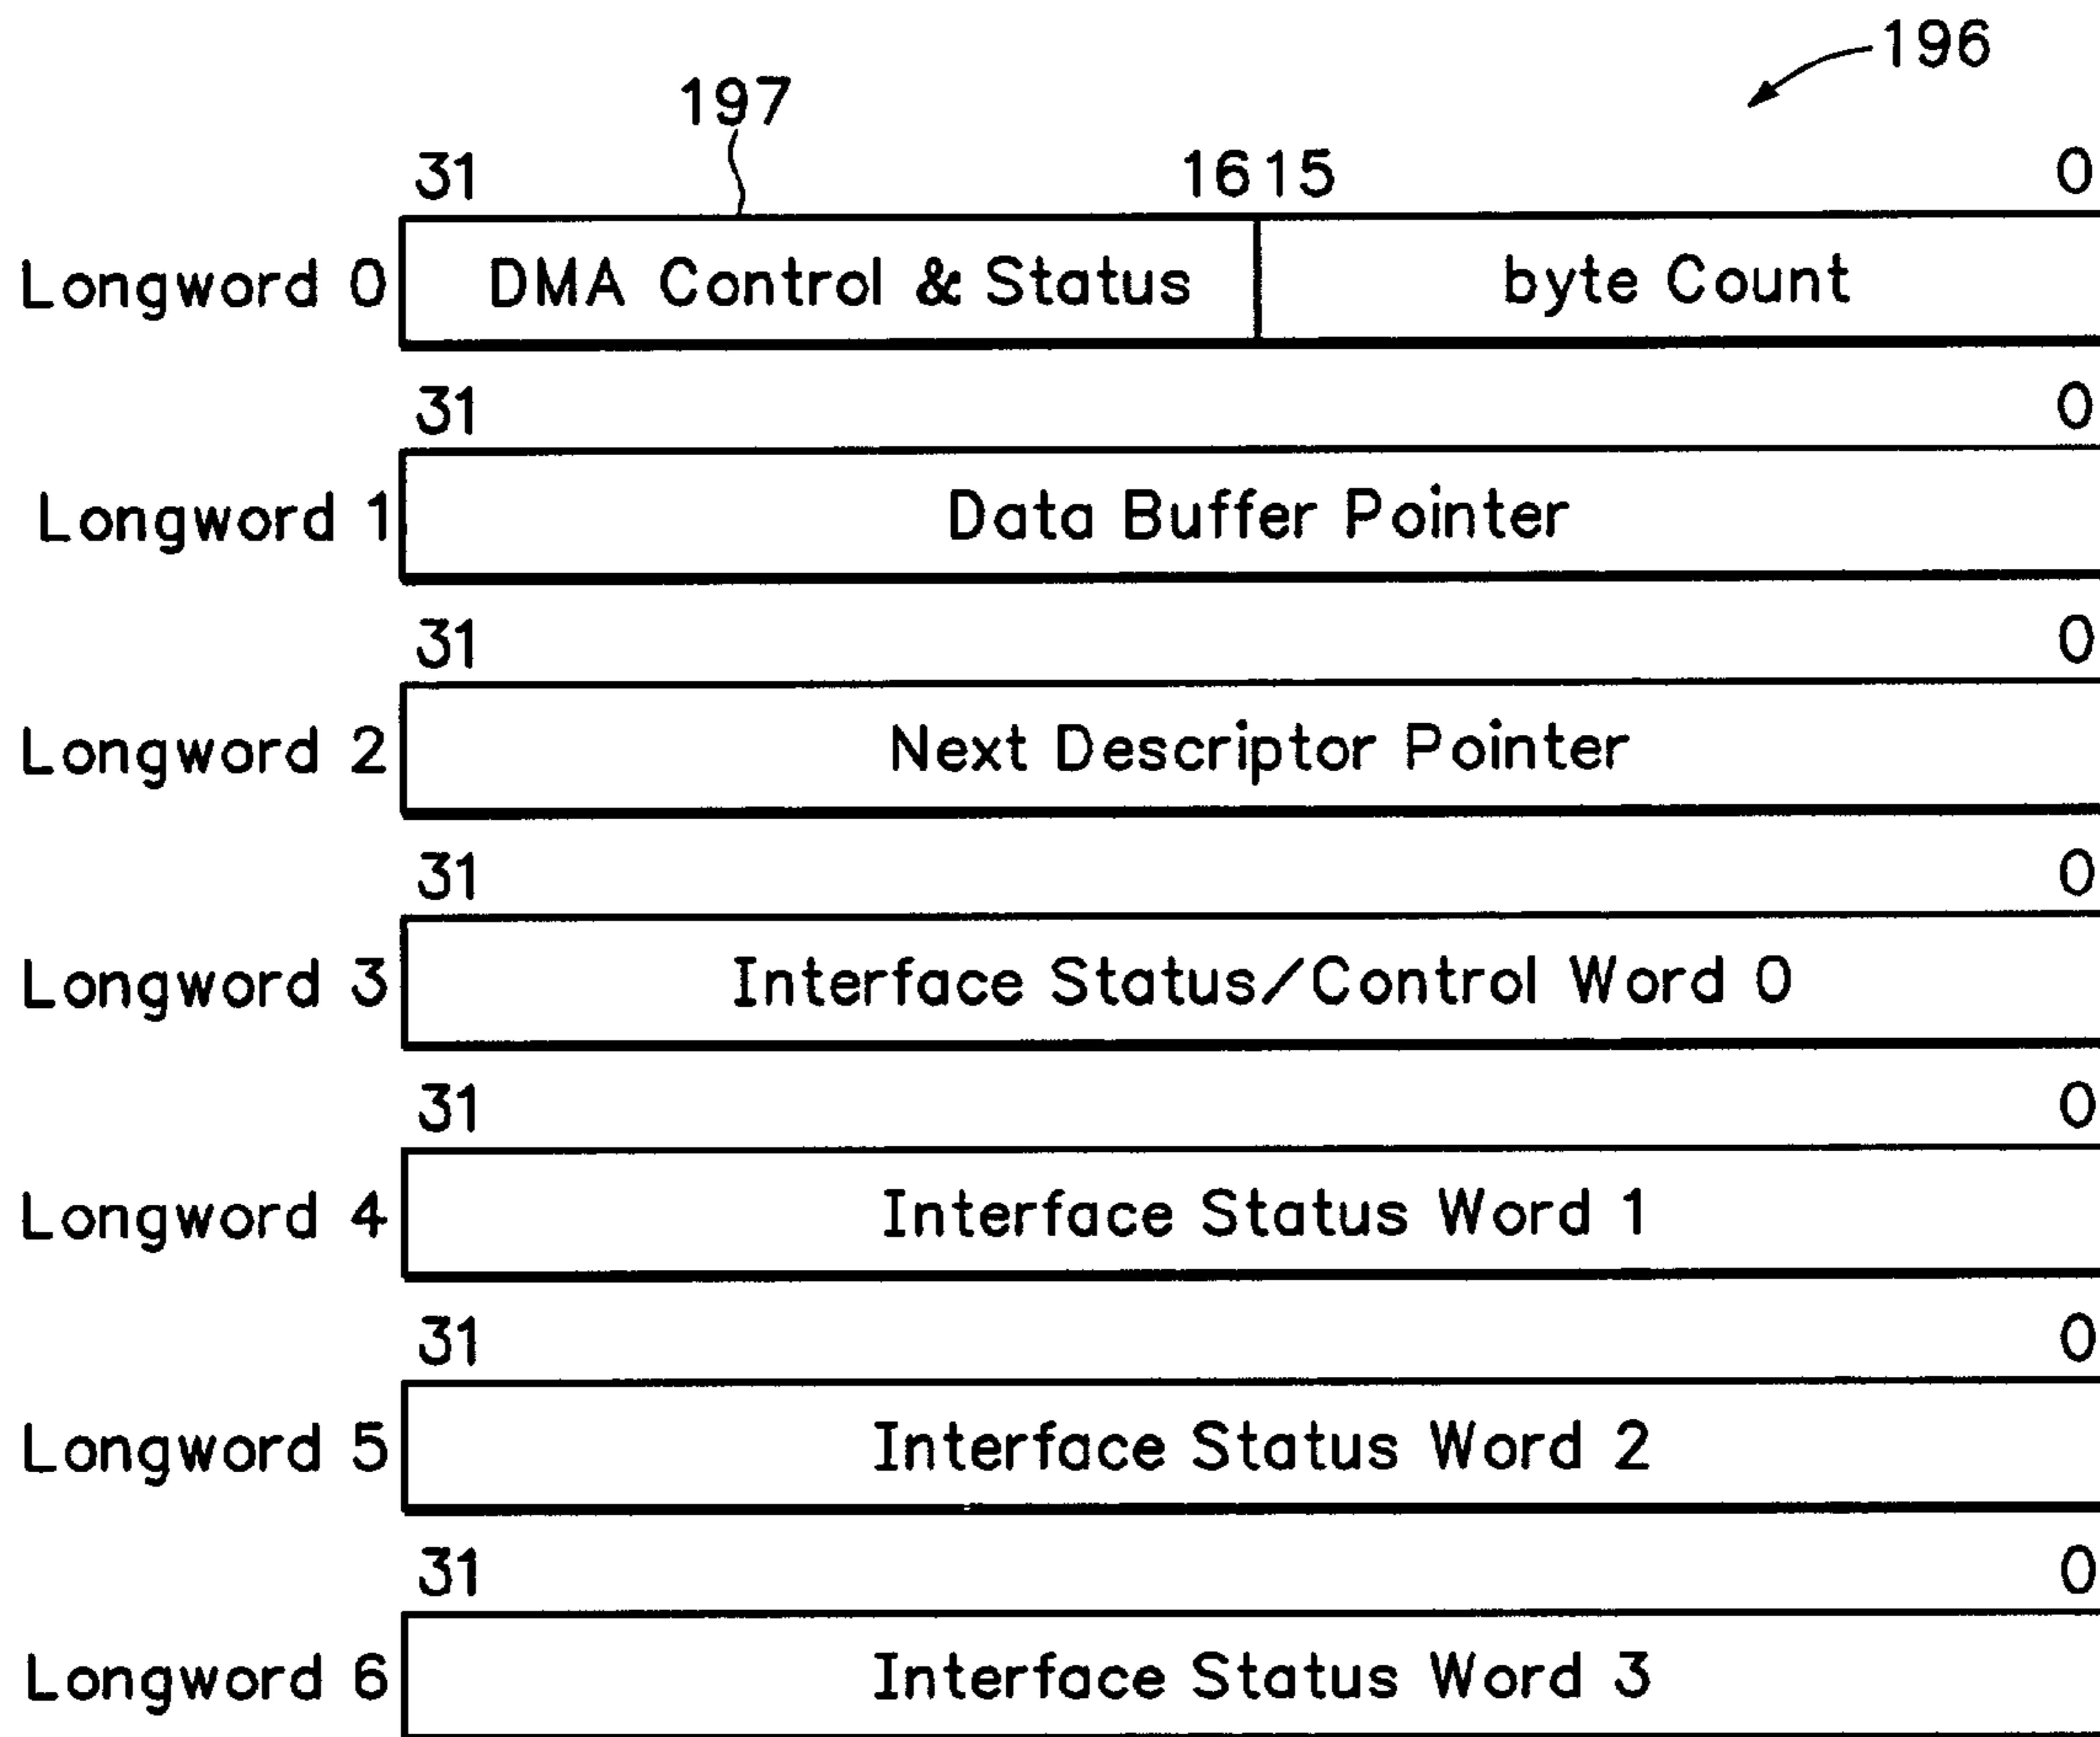 196
197
31 16 15 0
Longword 0 DMA Control & Status byte Count
31 0
Longword 1 Data Buffer Pointer
31 0
Longword 2 Next Descriptor Pointer
31 0
Longword 3 Interface Status/Control Word 0
31 0
Longword 4 Interface Status Word 1
31 0
Longword 5 Interface Status Word 2
31 0
Longword 6 Interface Status Word 3